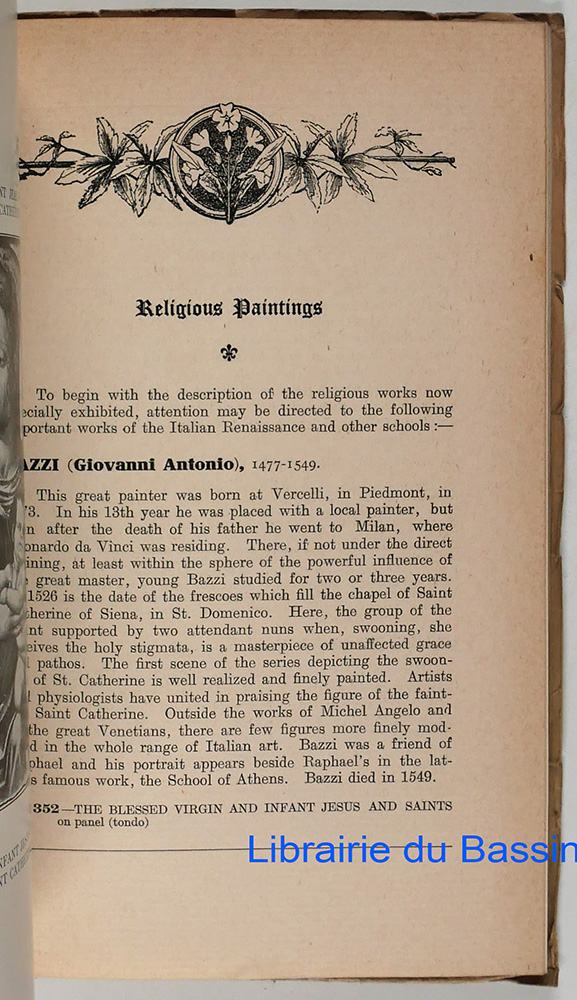 Religious Paintings
To begin with the description of the religious works now
ecially exhibited, attention may be directed to the following
portant works of the Italian Renaissance and other schools :—
AZZI (Giovanni Antonio), 1477-1549.
This great painter was born at Vercelli, in Piedmont, in
73. In his 13th year he was placed with a local painter, but
n after the death of his father he went to Milan, where
onardo da Vinci was residing. There, if not under the direct
ining, at least within the sphere of the powerful influence of
great master, young Bazzi studied for two or three years.
1526 is the date of the frescoes which fill the chapel of Saint
therine of Siena, in St. Domenico. Here, the group of the
nt supported by two attendant nuns when, swooning, she
eives the holy stigmata, is a masterpiece of unaffected grace
pathos. The first scene of the series depicting the swoon-
of St. Catherine is well realized and finely painted. Artists
physiologists have united in praising the figure of the faint-
Saint Catherine. Outside the works of Michel Angelo and
the great Venetians, there are few figures more finely mod-
d in the whole range of Italian art. Bazzi was a friend of
phael and his portrait appears beside Raphael's in the lat-
s famous work, the School of Athens. Bazzi died in 1549.
352—THE BLESSED VIRGIN AND INFANT JESUS AND SAINTS
on panel (tondo)
Librairie du Bassin